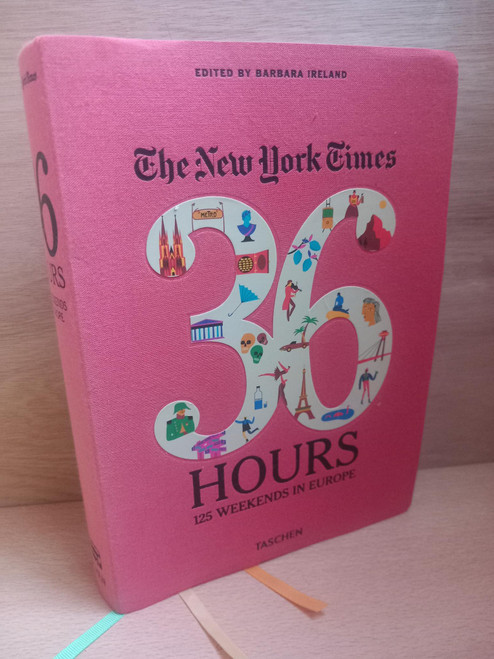 EDITED BY BARBARA IRELAND
The New York Times
METRO
36
HOURS
125 WEEKENDS IN EUROPE
TASCHEN